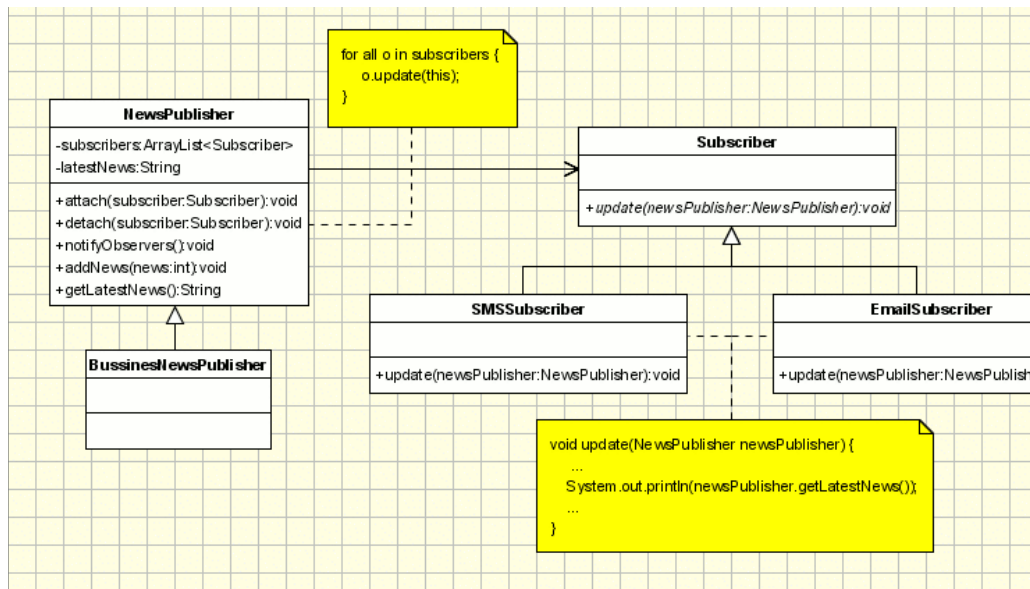 for all o in subscribers {
o.update(this);
}
NewsPublisher
-subscribers:ArrayList<Subscriber>
-latestNews:String
+attach(subscriber:Subscriber):void
+detach(subscriber:Subscriber):void
+notifyObservers():void
+addNews(news:int):void
+getLatestNews():String
Subscriber
+update(newsPublisher:NewsPublisher):void
SMSSubscriber
+update(newsPublisher:NewsPublisher):void
EmailSubscriber
+update(newsPublisher:NewsPublish
BussinesNewsPublisher
void update(NewsPublisher newsPublisher) {
...
System.out.println(newsPublisher.getLatestNews());
...
}